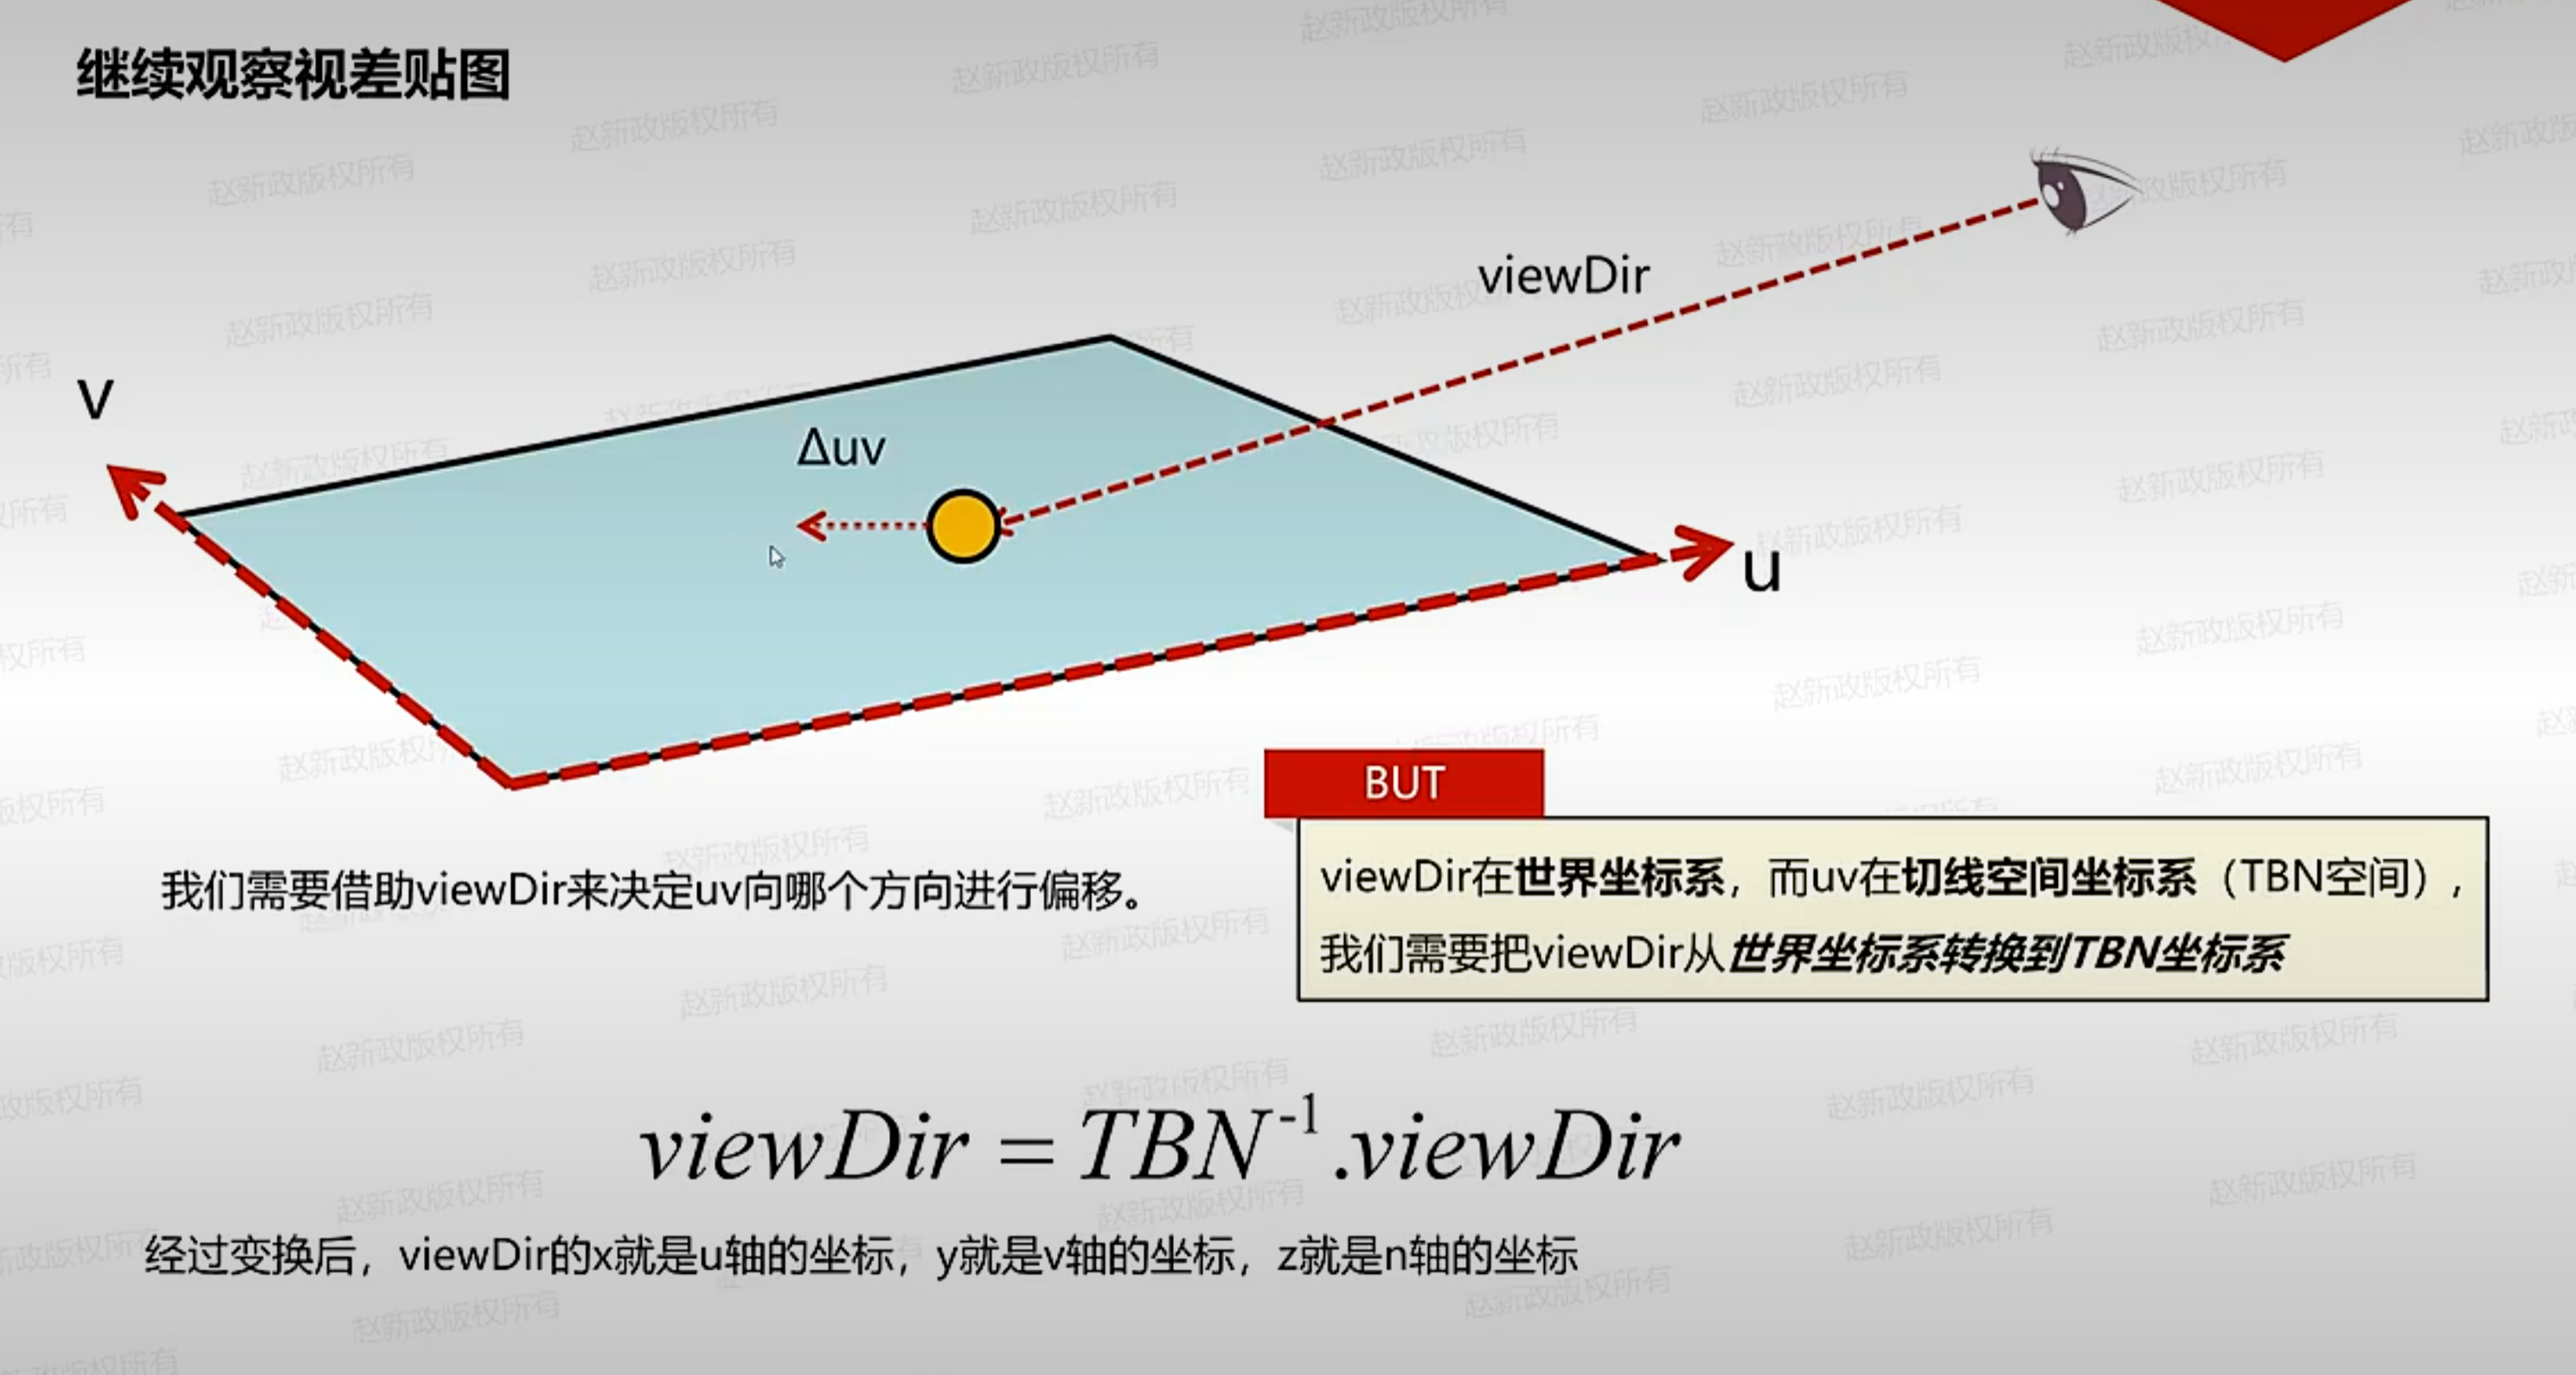 继续观察视差贴图
viewDir
v
Δuv
u
BUT
viewDir在世界坐标系，而uv在切线空间坐标系（TBN空间），
我们需要把viewDir从世界坐标系转换到TBN坐标系
我们需要借助viewDir来决定uv向哪个方向进行偏移。
viewDir = TBN⁻¹.viewDir
经过变换后，viewDir的x就是u轴的坐标，y就是v轴的坐标，z就是n轴的坐标
赵新政版权所有